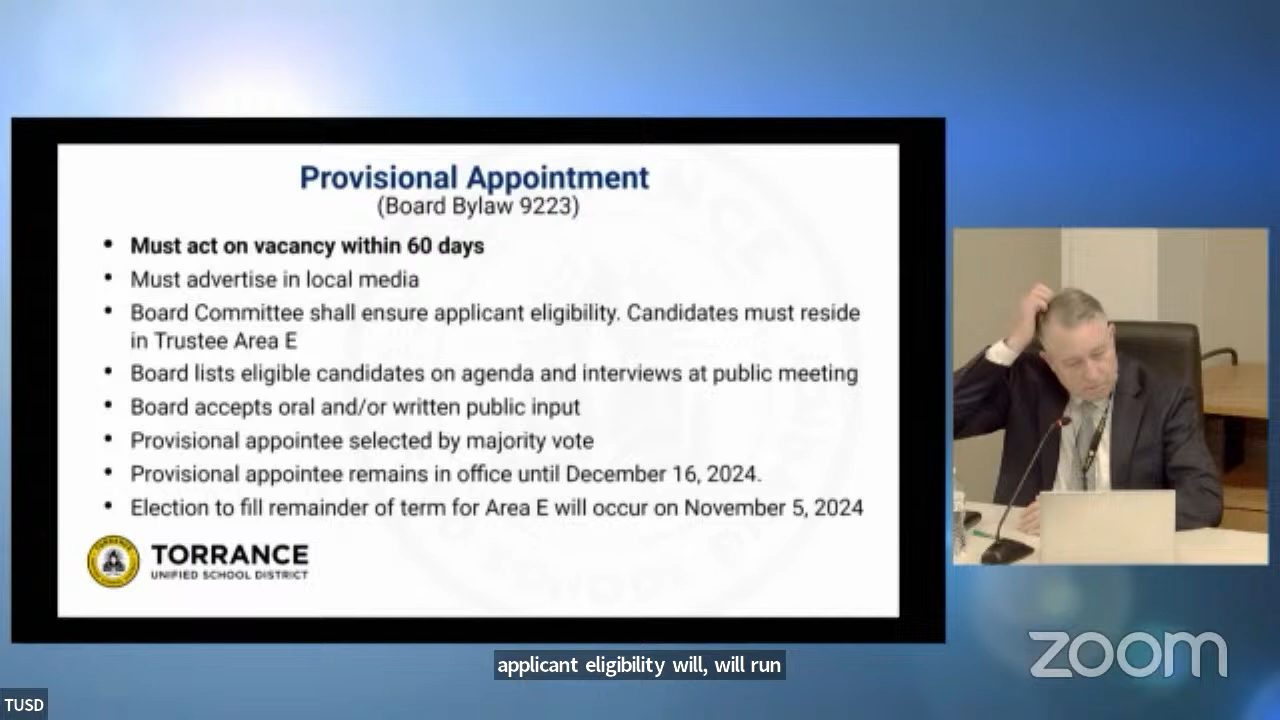 Provisional Appointment
(Board Bylaw 9223)
• Must act on vacancy within 60 days
• Must advertise in local media
• Board Committee shall ensure applicant eligibility. Candidates must reside
in Trustee Area E
• Board lists eligible candidates on agenda and interviews at public meeting
• Board accepts oral and/or written public input
• Provisional appointee selected by majority vote
• Provisional appointee remains in office until December 16, 2024.
• Election to fill remainder of term for Area E will occur on November 5, 2024
TORRANCE
UNIFIED SCHOOL DISTRICT
zoom
applicant eligibility will, will run
TUSD